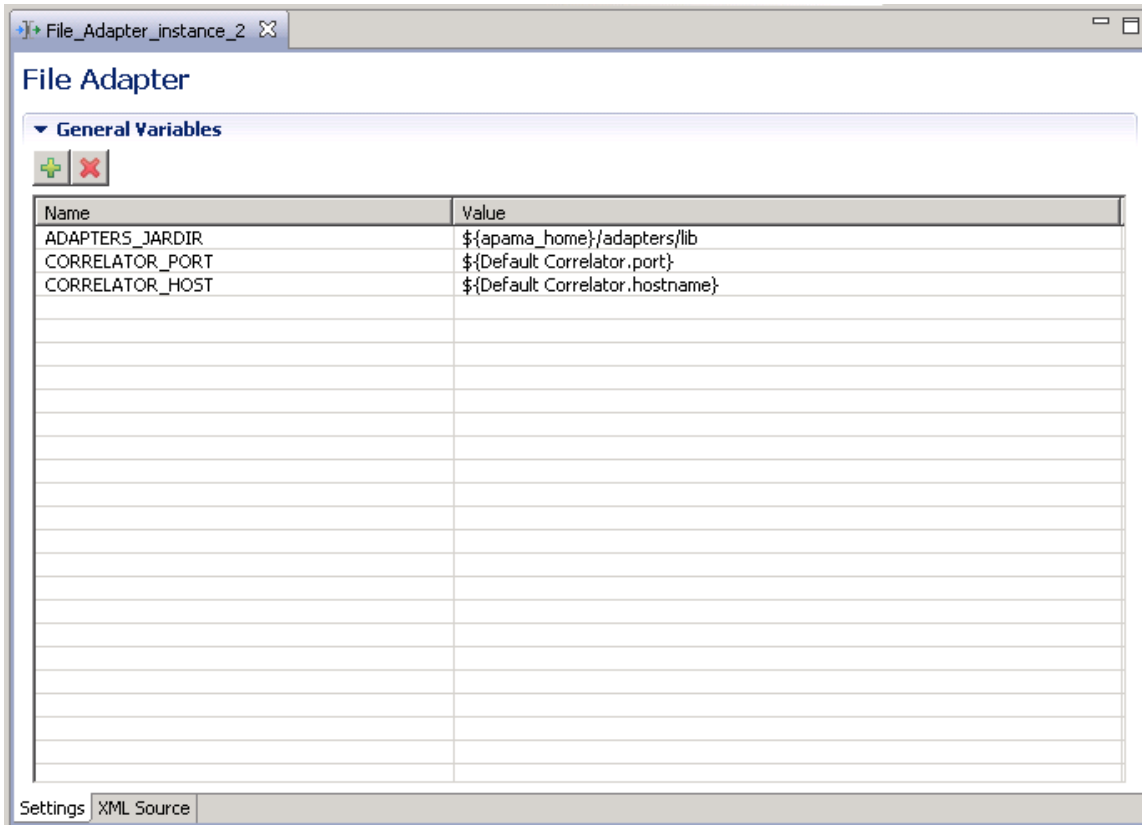 File_Adapter_instance_2
File Adapter
General Variables
Name Value
ADAPTERS_JARDIR ${apama_home}/adapters/lib
CORRELATOR_PORT ${Default Correlator.port}
CORRELATOR_HOST ${Default Correlator.hostname}
Settings XML Source